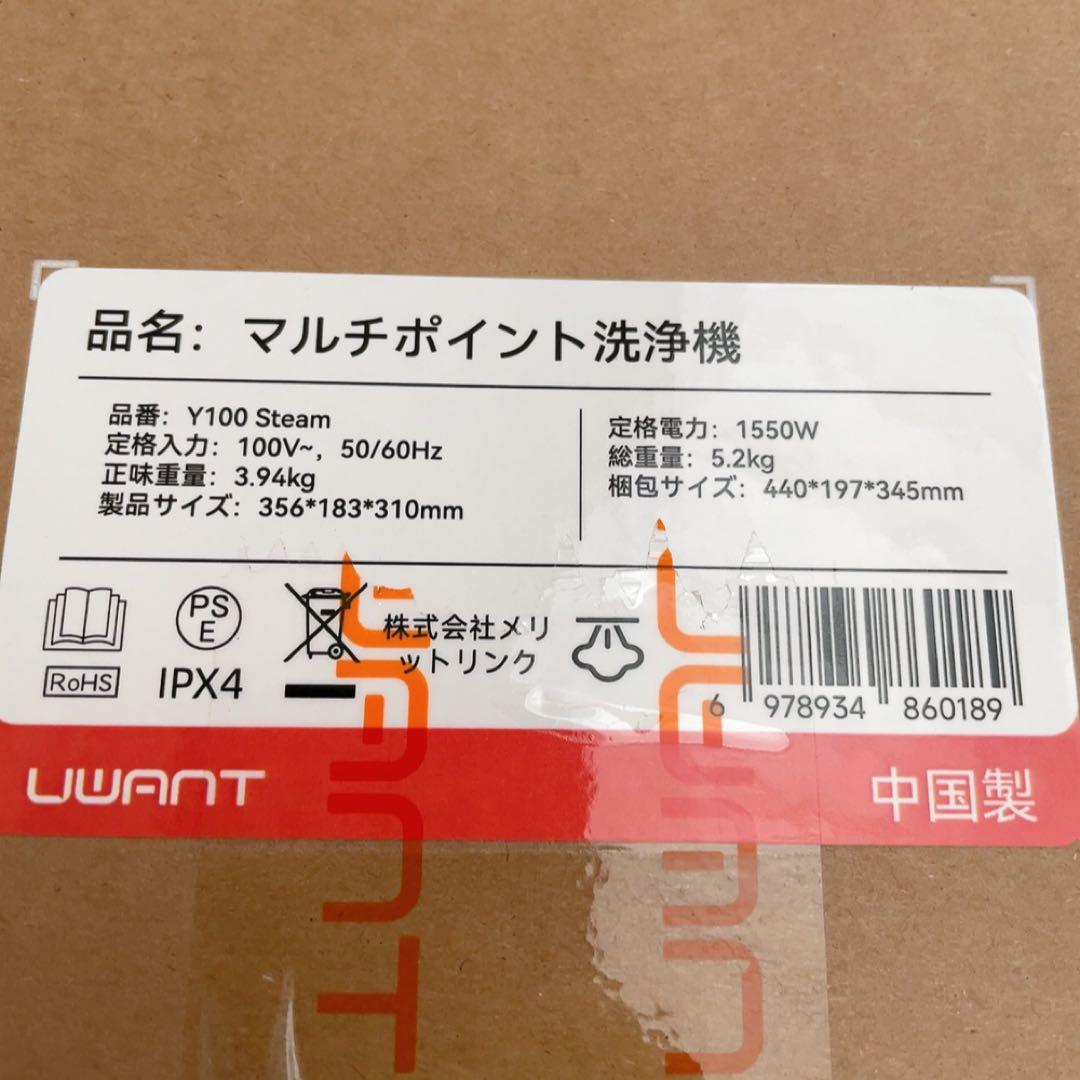 品名：マルチポイント洗浄機
品番：Y100 Steam
定格入力：100V~，50/60Hz
正味重量：3.94kg
製品サイズ：356*183*310mm
定格電力：1550W
総重量：5.2kg
梱包サイズ：440*197*345mm
PS
E
株式会社メリ
ットリンク
RoHS
IPX4
6 978934 860189
UWANT
中国製